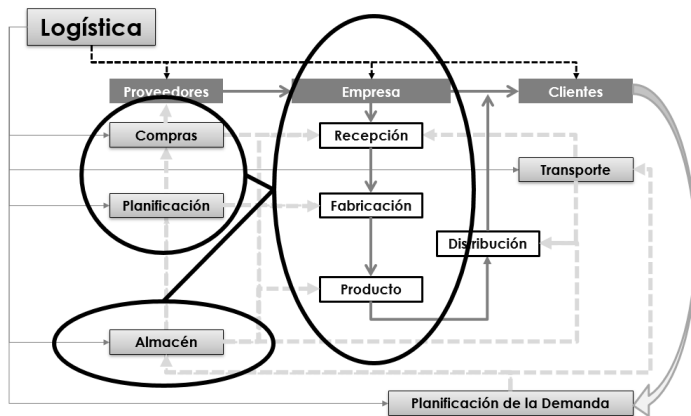 Logística
Proveedores
Empresa
Clientes
Compras
Recepción
Transporte
Planificación
Fabricación
Distribución
Producto
Almacén
Planificación de la Demanda